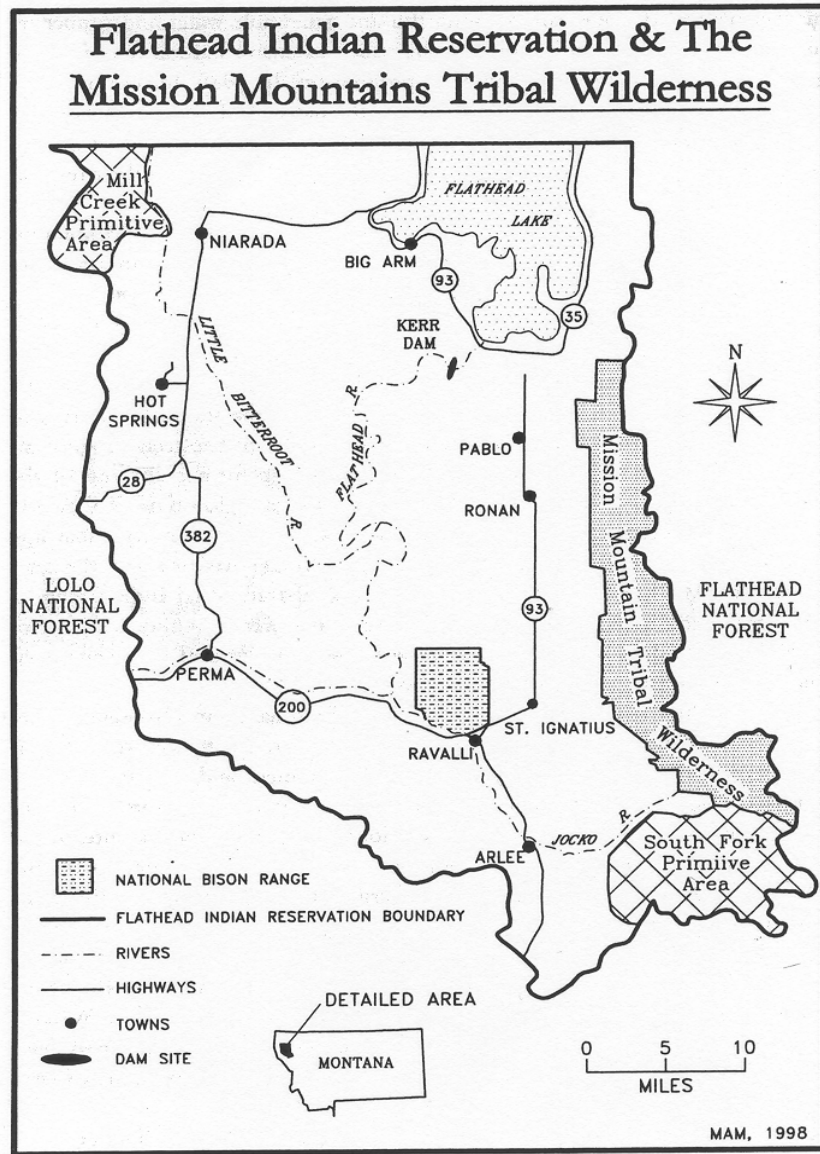 Flathead Indian Reservation & The
Mission Mountains Tribal Wilderness
Mill
Creek
Primitive
Area
FLATHEAD
LAKE
NIARADA
BIG ARM
93
35
KERR
DAM
N
LITTLE
BITTERROOT
R.
FLATHEAD
R.
HOT
SPRINGS
PABLO
RONAN
28
382
93
Mission
Mountain
Tribal
Wilderness
LOLO
NATIONAL
FOREST
FLATHEAD
NATIONAL
FOREST
PERMA
200
ST. IGNATIUS
RAVALLI
JOCKO
R.
ARLEE
South Fork
Primiive
Area
NATIONAL BISON RANGE
FLATHEAD INDIAN RESERVATION BOUNDARY
RIVERS
HIGHWAYS
TOWNS
DAM SITE
DETAILED AREA
MONTANA
0 5 10
MILES
MAM, 1998